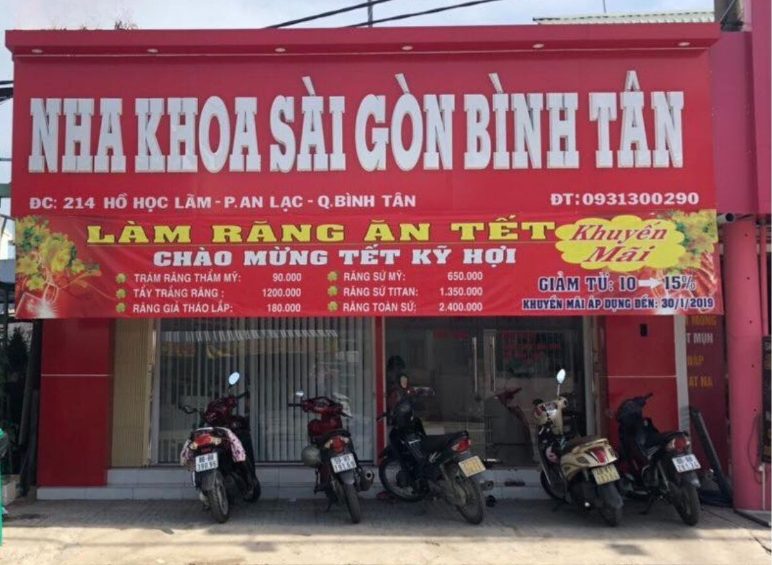 NHA KHOA SÀI GÒN BÌNH TÂN
ĐC: 214 HỒ HỌC LÃM - P.AN LẠC - Q.BÌNH TÂN
ĐT:0931300290
LÀM RĂNG ĂN TẾT
CHÀO MỪNG TẾT KỸ HỢI
Khuyến
Mãi
TRÁM RĂNG THẨM MỸ: 90.000
TẨY TRẮNG RĂNG : 1200.000
RĂNG GIẢ THÁO LẮP: 180.000
RĂNG SỨ MỸ: 650.000
RĂNG SỨ TITAN: 1.350.000
RĂNG TOÀN SỨ: 2.400.000
GIẢM TỪ: 10 → 15%
KHUYẾN MÃI ÁP DỤNG ĐẾN: 30/1/2019
T MỤN